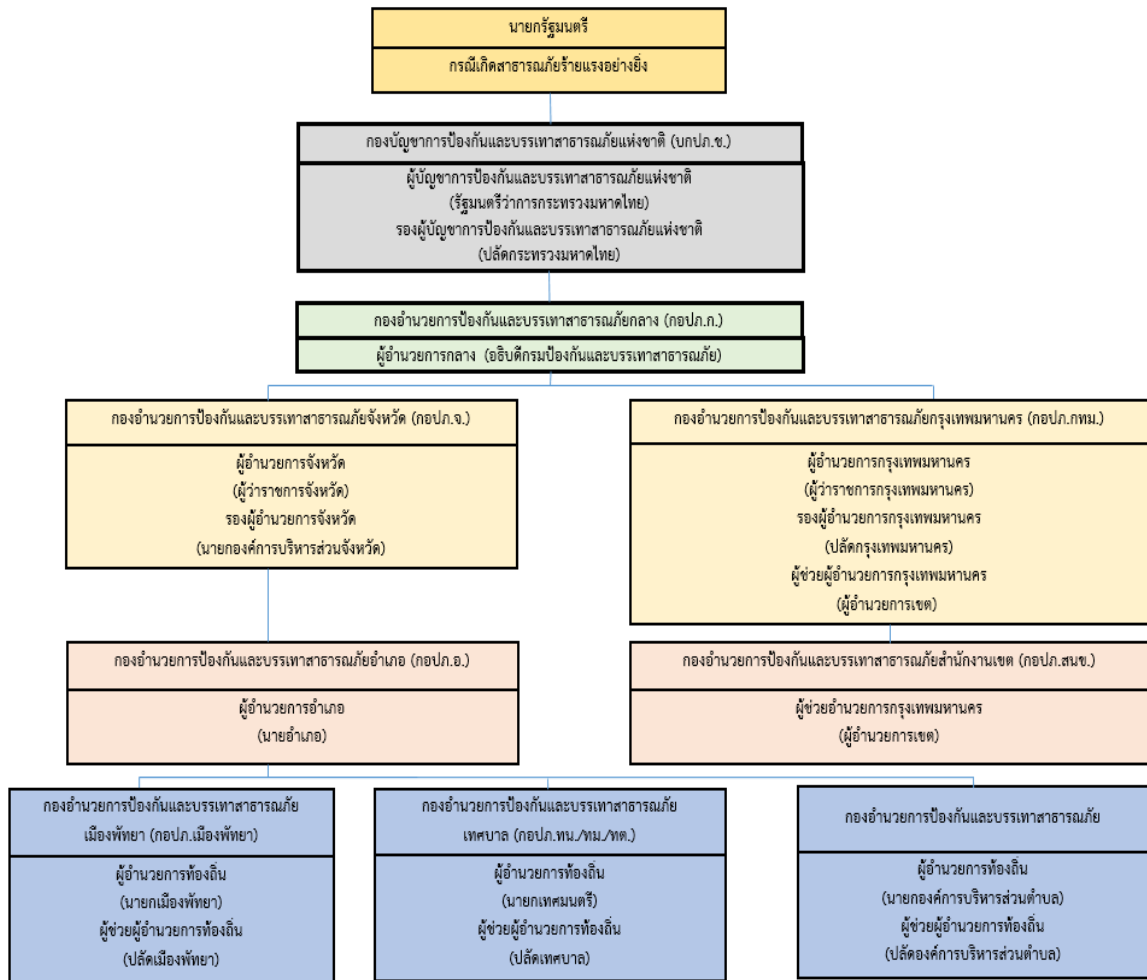 นายกรัฐมนตรี
กรณีเกิดสาธารณภัยร้ายแรงอย่างยิ่ง
กองบัญชาการป้องกันและบรรเทาสาธารณภัยแห่งชาติ (บกปภ.ช.)
ผู้บัญชาการป้องกันและบรรเทาสาธารณภัยแห่งชาติ
(รัฐมนตรีว่าการกระทรวงมหาดไทย)
รองผู้บัญชาการป้องกันและบรรเทาสาธารณภัยแห่งชาติ
(ปลัดกระทรวงมหาดไทย)
กองอำนวยการป้องกันและบรรเทาสาธารณภัยกลาง (กอปภ.ก.)
ผู้อำนวยการกลาง (อธิบดีกรมป้องกันและบรรเทาสาธารณภัย)
กองอำนวยการป้องกันและบรรเทาสาธารณภัยจังหวัด (กอปภ.จ.)
ผู้อำนวยการจังหวัด
(ผู้ว่าราชการจังหวัด)
รองผู้อำนวยการจังหวัด
(นายกองค์การบริหารส่วนจังหวัด)
กองอำนวยการป้องกันและบรรเทาสาธารณภัยกรุงเทพมหานคร (กอปภ.กทม.)
ผู้อำนวยการกรุงเทพมหานคร
(ผู้ว่าราชการกรุงเทพมหานคร)
รองผู้อำนวยการกรุงเทพมหานคร
(ปลัดกรุงเทพมหานคร)
ผู้ช่วยผู้อำนวยการกรุงเทพมหานคร
(ผู้อำนวยการเขต)
กองอำนวยการป้องกันและบรรเทาสาธารณภัยอำเภอ (กอปภ.อ.)
ผู้อำนวยการอำเภอ
(นายอำเภอ)
กองอำนวยการป้องกันและบรรเทาสาธารณภัยสำนักงานเขต (กอปภ.สนข.)
ผู้ช่วยอำนวยการกรุงเทพมหานคร
(ผู้อำนวยการเขต)
กองอำนวยการป้องกันและบรรเทาสาธารณภัย
เมืองพัทยา (กอปภ.เมืองพัทยา)
ผู้อำนวยการท้องถิ่น
(นายกเมืองพัทยา)
ผู้ช่วยผู้อำนวยการท้องถิ่น
(ปลัดเมืองพัทยา)
กองอำนวยการป้องกันและบรรเทาสาธารณภัย
เทศบาล (กอปภ.ทน./ทม./ทต.)
ผู้อำนวยการท้องถิ่น
(นายกเทศมนตรี)
ผู้ช่วยผู้อำนวยการท้องถิ่น
(ปลัดเทศบาล)
กองอำนวยการป้องกันและบรรเทาสาธารณภัย
ผู้อำนวยการท้องถิ่น
(นายกองค์การบริหารส่วนตำบล)
ผู้ช่วยผู้อำนวยการท้องถิ่น
(ปลัดองค์การบริหารส่วนตำบล)